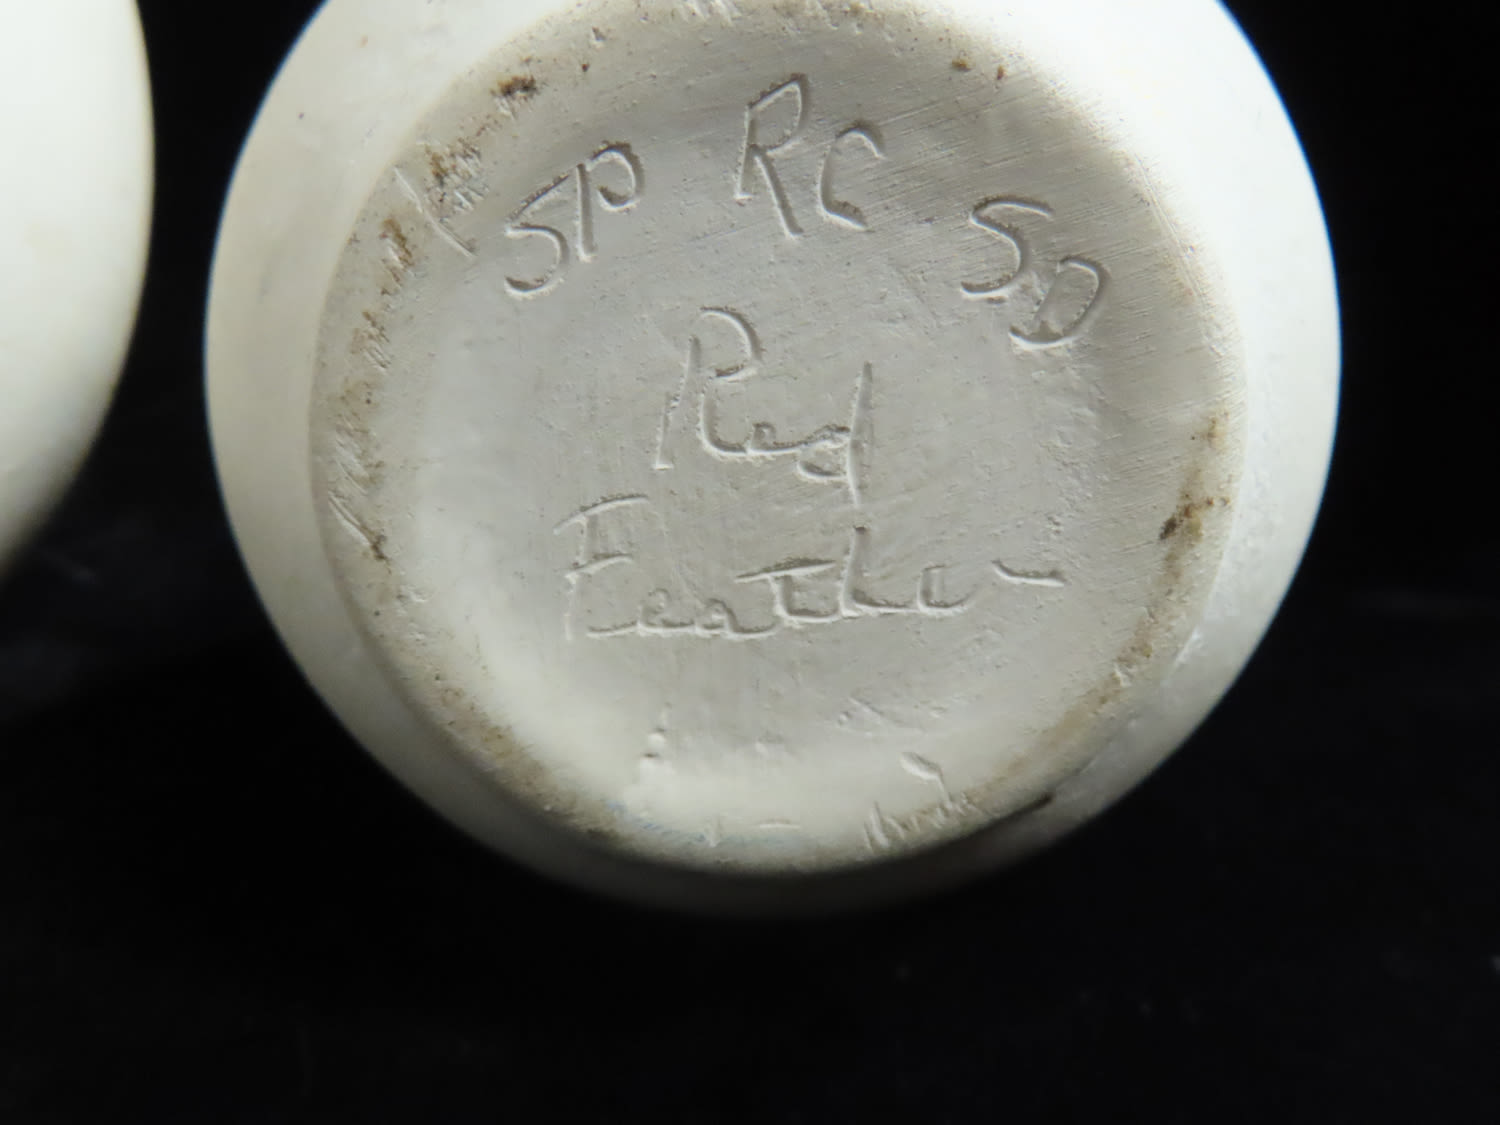 SP RC SD
Red
Feather